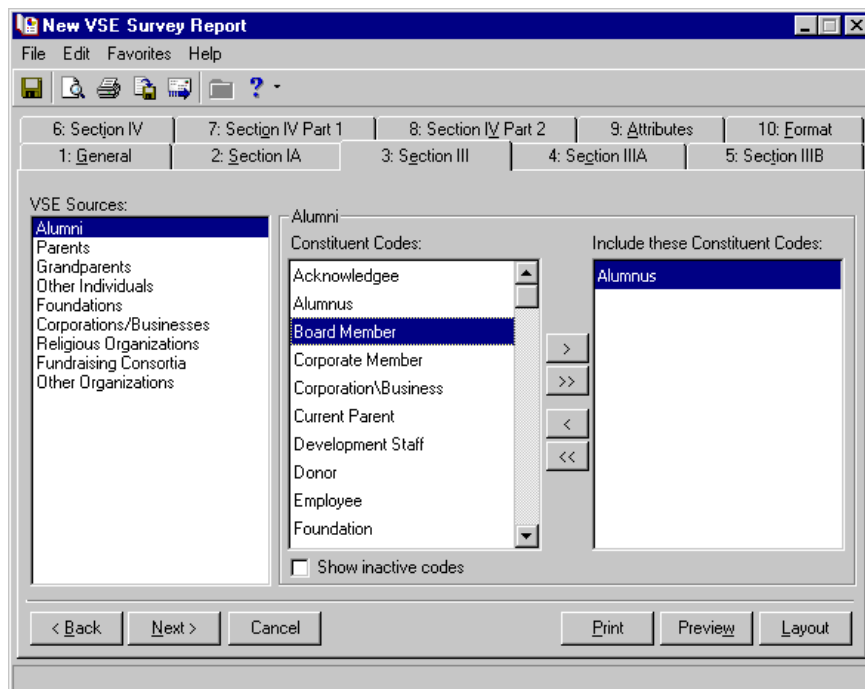 New VSE Survey Report
File Edit Favorites Help
6: Section IV 7: Section IV Part 1 8: Section IV Part 2 9: Attributes 10: Format
1: General 2: Section IA 3: Section III 4: Section IIIA 5: Section IIIB
VSE Sources:
Alumni
Parents
Grandparents
Other Individuals
Foundations
Corporations/Businesses
Religious Organizations
Fundraising Consortia
Other Organizations
Alumni
Constituent Codes:
Acknowledgee
Alumnus
Board Member
Corporate Member
Corporation\Business
Current Parent
Development Staff
Donor
Employee
Foundation
Show inactive codes
>
>>
<
<<
Include these Constituent Codes:
Alumnus
< Back Next > Cancel Print Preview Layout